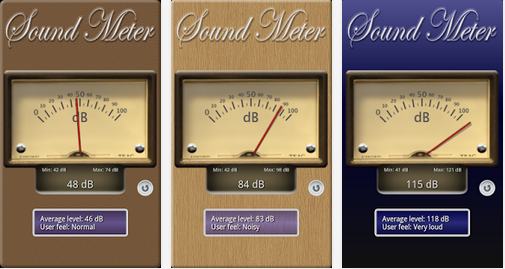 Sound Meter
0 10 20 30 40 50 60 70 80 90 100
dB
Min: 42 dB Max: 74 dB
48 dB
Average level: 46 dB
User feel: Normal
Sound Meter
0 10 20 30 40 50 60 70 80 90 100
dB
Min: 42 dB Max: 98 dB
84 dB
Average level: 83 dB
User feel: Noisy
Sound Meter
0 10 20 30 40 50 60 70 80 90 100
dB
Min: 41 dB Max: 121 dB
115 dB
Average level: 118 dB
User feel: Very loud